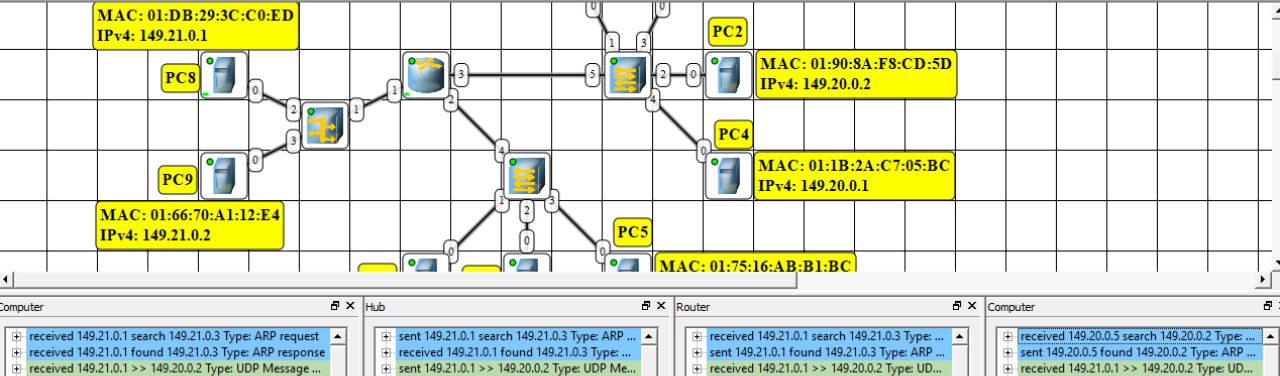 MAC: 01:DB:29:3C:C0:ED
IPv4: 149.21.0.1
0
0
PC2
1
3
PC8
3
5
2
0
MAC: 01:90:8A:F8:CD:5D
IPv4: 149.20.0.2
0
1
2
4
2
1
3
PC4
4
0
0
MAC: 01:1B:2A:C7:05:BC
IPv4: 149.20.0.1
PC9
1
2
3
MAC: 01:66:70:A1:12:E4
IPv4: 149.21.0.2
PC5
0
0
0
MAC: 01:75:16:AB:B1:BC
Computer
Hub
Router
Computer
received 149.21.0.1 search 149.21.0.3 Type: ARP request
received 149.21.0.1 found 149.21.0.3 Type: ARP response
received 149.21.0.1 >> 149.20.0.2 Type: UDP Message ...
sent 149.21.0.1 search 149.21.0.3 Type: ARP ...
received 149.21.0.1 found 149.21.0.3 Type: ...
sent 149.21.0.1 >> 149.20.0.2 Type: UDP Me...
received 149.21.0.1 search 149.21.0.3 Type: ARP ...
sent 149.21.0.1 found 149.21.0.3 Type: ARP ...
received 149.21.0.1 >> 149.20.0.2 Type: UD...
received 149.20.0.5 search 149.20.0.2 Type: ...
sent 149.20.0.5 found 149.20.0.2 Type: ARP ...
received 149.21.0.1 >> 149.20.0.2 Type: UD...